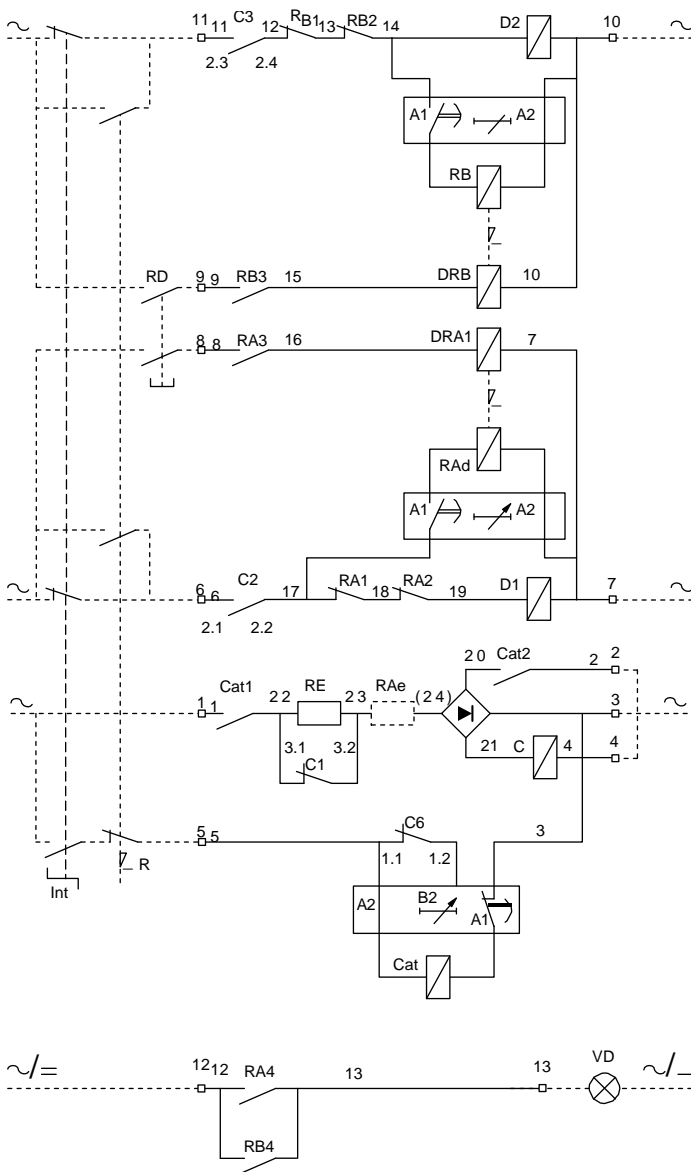 ∼ 11 11 C3 12 RB1 13 RB2 14 D2 10 ∼
2.3 2.4
A1 A2
RB
RD 9 9 RB3 15 DRB 10
8 8 RA3 16 DRA1 7
RAd
A1 A2
∼ 6 6 C2 17 RA1 18 RA2 19 D1 7 ∼
2.1 2.2
20 Cat2 2 2
∼ 1 1 Cat1 22 RE 23 RAe (24) 3 ∼
3.1 3.2 21 C 4 4
C1
5 5 C6 3
R 1.1 1.2
Int A2 B2 A1
Cat
∼/= 12 12 RA4 13 13 VD ∼/_
RB4